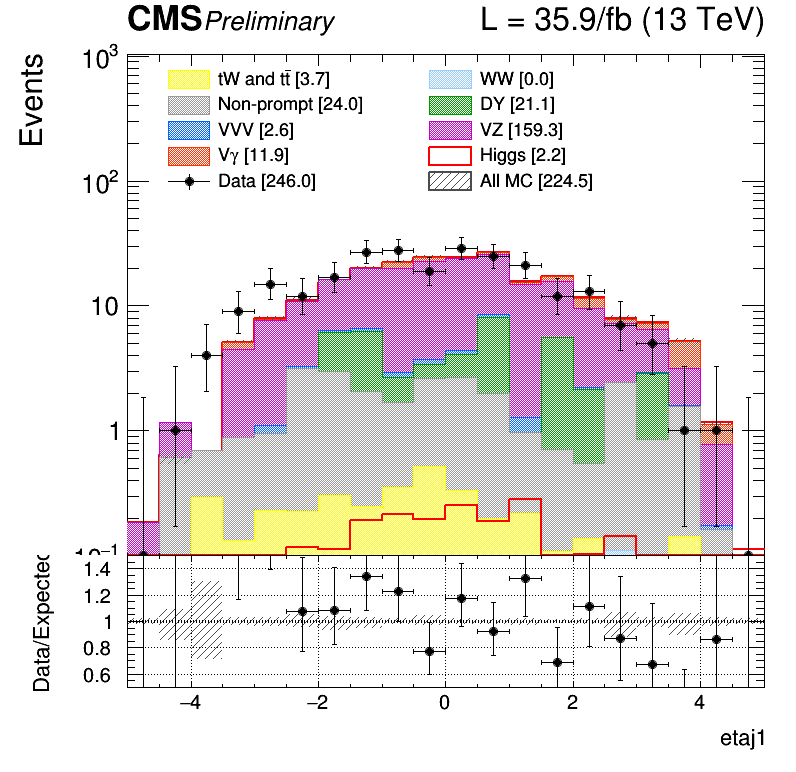 CMS Preliminary L = 35.9/fb (13 TeV)
Events
10³
10²
10
1
10⁻¹
tW and tt̄ [3.7]
WW [0.0]
Non-prompt [24.0]
DY [21.1]
VVV [2.6]
VZ [159.3]
Vγ [11.9]
Higgs [2.2]
Data [246.0]
All MC [224.5]
Data/Expected
1.4
1.2
1
0.8
0.6
−4 −2 0 2 4
etaj1